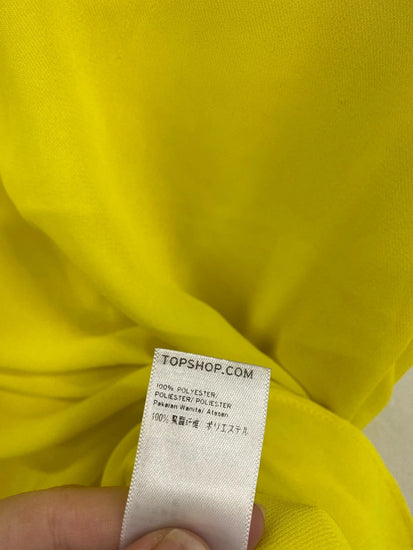 TOPSHOP.COM
100% POLYESTER/
POLIESTER/ POLIESTER
Pakaian Wanita/ Atasan
100% 聚酯纤维 ポリエステル